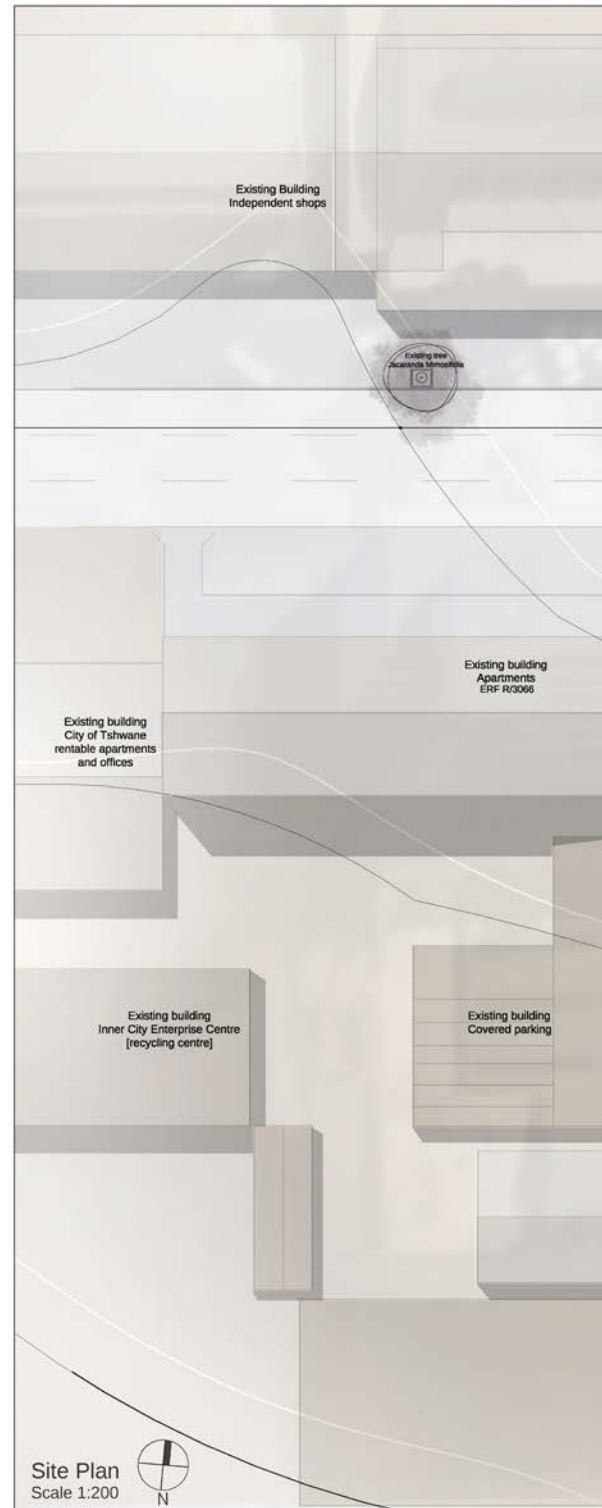 Existing Building
Independent shops
Existing tree
Jacaranda Mimosifolia
Existing building
Apartments
ERF R/3066
Existing building
City of Tshwane
rentable apartments
and offices
Existing building
Inner City Enterprise Centre
[recycling centre]
Existing building
Covered parking
Site Plan
Scale 1:200
N